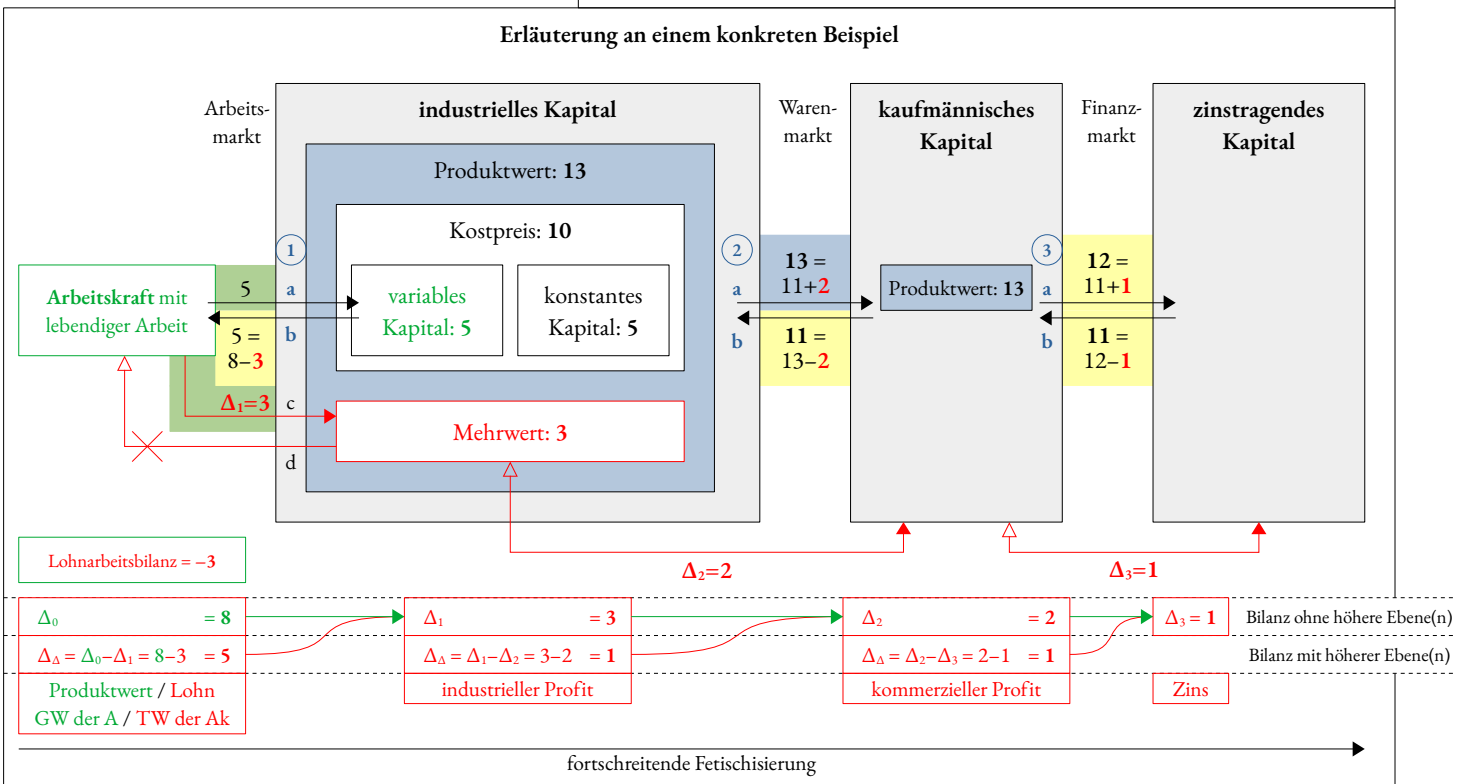 Erläuterung an einem konkreten Beispiel
Arbeits-
markt
industrielles Kapital
Waren-
markt
kaufmännisches
Kapital
Finanz-
markt
zinstragendes
Kapital
Produktwert: 13
Kostpreis: 10
1
2
3
Arbeitskraft mit
lebendiger Arbeit
5
a
b
5 =
8–3
variables
Kapital: 5
konstantes
Kapital: 5
a
b
13 =
11+2
11 =
13–2
Produktwert: 13
a
b
12 =
11+1
11 =
12–1
Δ₁=3
c
Mehrwert: 3
d
Lohnarbeitsbilanz = –3
Δ₂=2
Δ₃=1
Δ₀ = 8
Δ₁ = 3
Δ₂ = 2
Δ₃ = 1
Bilanz ohne höhere Ebene(n)
Δ_Δ = Δ₀–Δ₁ = 8–3 = 5
Δ_Δ = Δ₁–Δ₂ = 3–2 = 1
Δ_Δ = Δ₂–Δ₃ = 2–1 = 1
Bilanz mit höherer Ebene(n)
Produktwert / Lohn
GW der A / TW der Ak
industrieller Profit
kommerzieller Profit
Zins
fortschreitende Fetischisierung